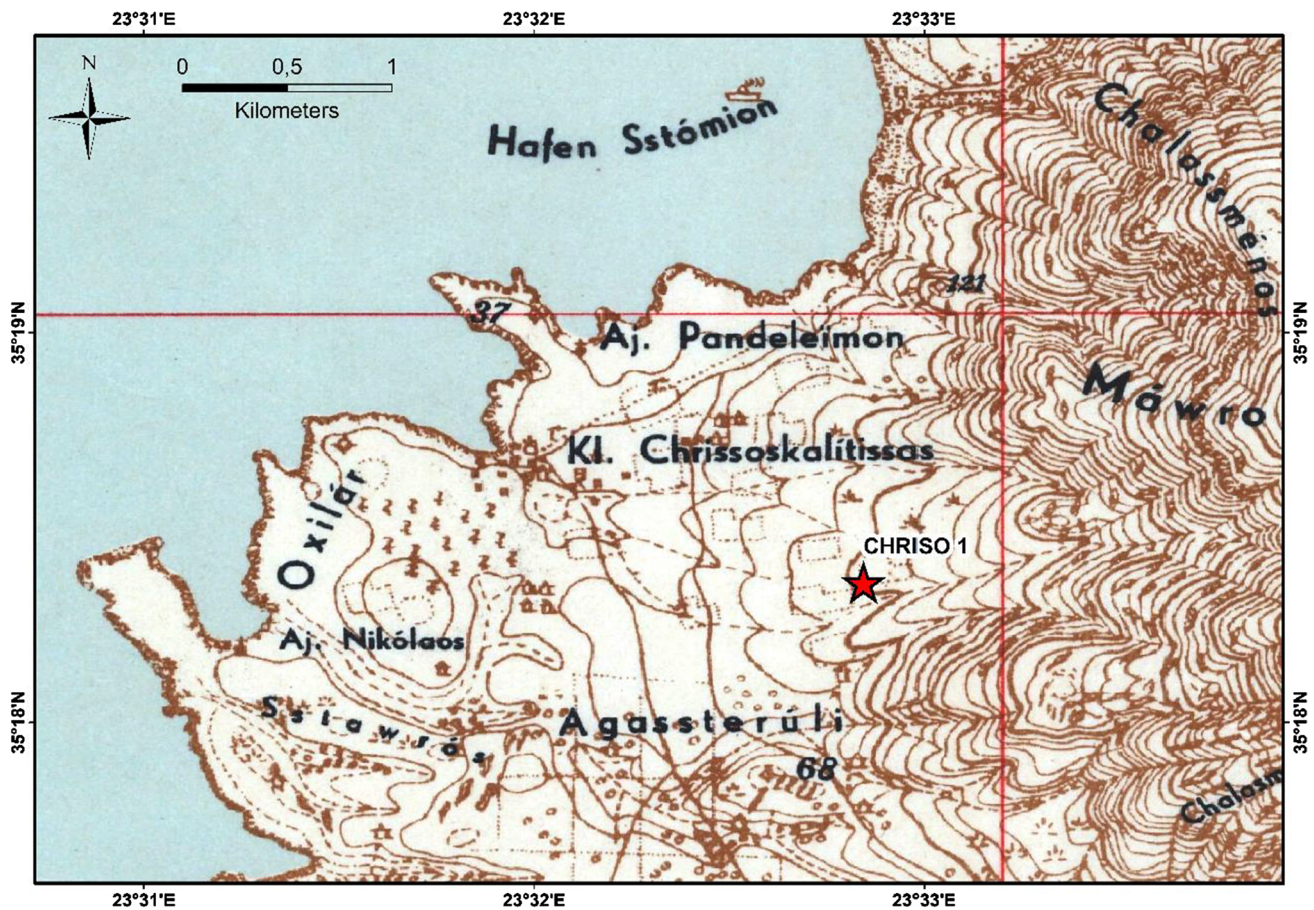 23°31'E 23°32'E 23°33'E
N
0 0,5 1
Kilometers
Hafen Sstómion
Chalassménos
121
37
35°19'N 35°19'N
Aj. Pandeleímon
Máwro
Kl. Chrissoskalítissas
Oxilár
CHRISO 1
Aj. Nikólaos
Sstawrós
Agassterúli
35°18'N 35°18'N
68
Chalasm
23°31'E 23°32'E 23°33'E